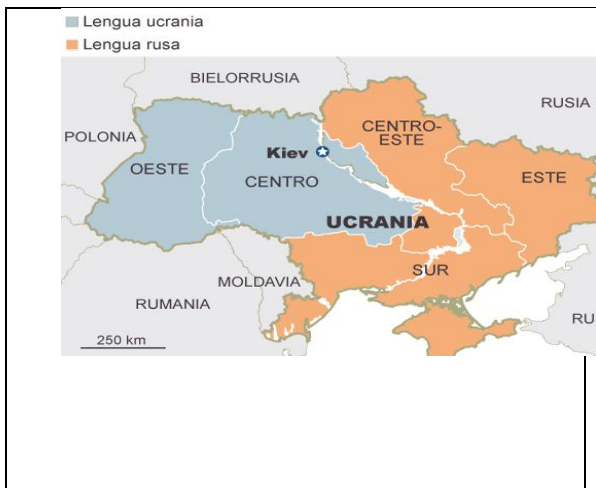 Lengua ucrania
Lengua rusa
BIELORRUSIA
RUSIA
POLONIA
CENTRO-
ESTE
Kiev
OESTE
ESTE
CENTRO
UCRANIA
SUR
MOLDAVIA
RUMANIA
RU
250 km